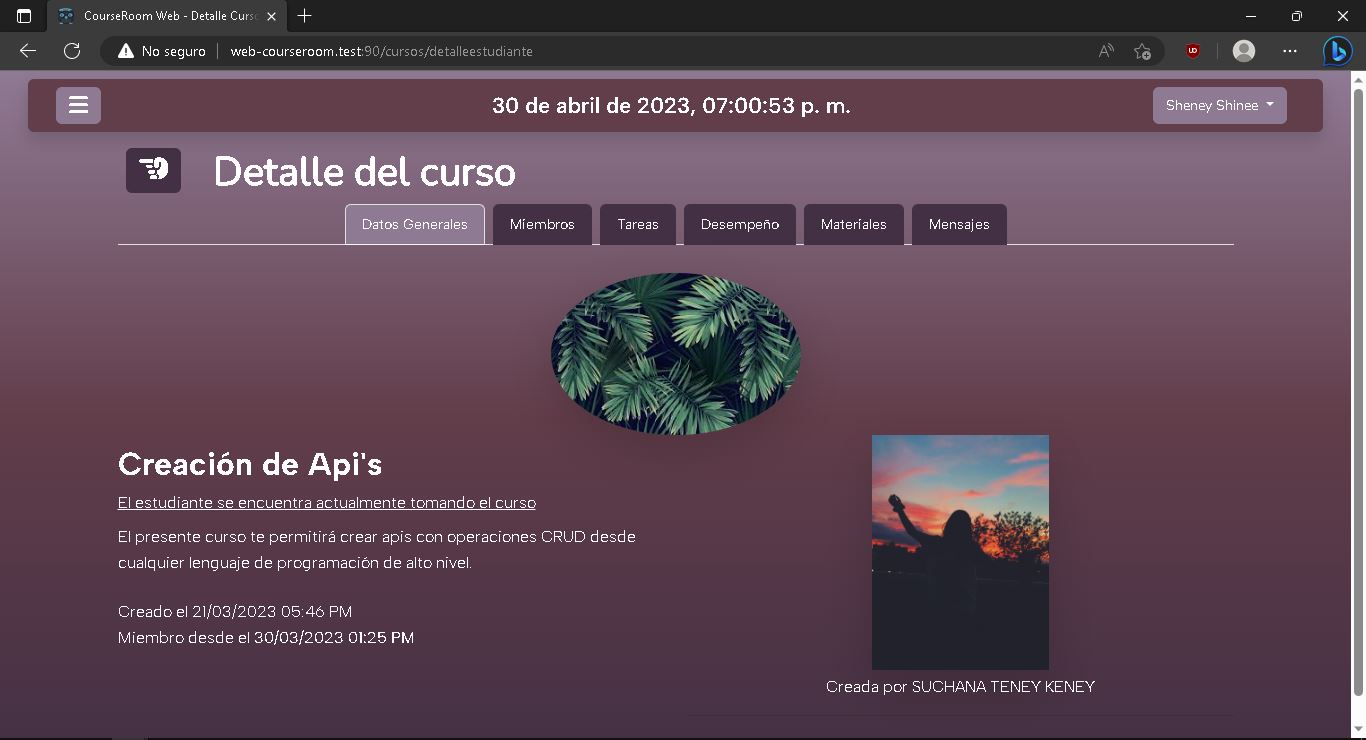 CourseRoom Web - Detalle Curso
No seguro
web-courseroom.test:90/cursos/detalleestudiante
30 de abril de 2023, 07:00:53 p. m.
Sheney Shinee
Detalle del curso
Datos Generales
Miembros
Tareas
Desempeño
Materiales
Mensajes
Creación de Api's
El estudiante se encuentra actualmente tomando el curso
El presente curso te permitirá crear apis con operaciones CRUD desde
cualquier lenguaje de programación de alto nivel.
Creado el 21/03/2023 05:46 PM
Miembro desde el 30/03/2023 01:25 PM
Creada por SUCHANA TENEY KENEY